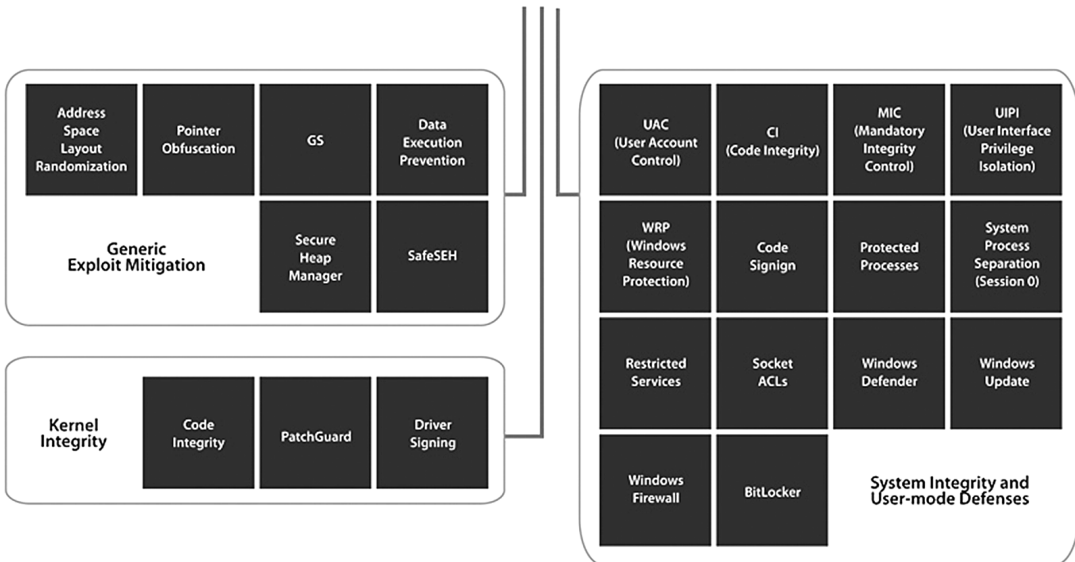 Address
Space
Layout
Randomization
Pointer
Obfuscation
GS
Data
Execution
Prevention
Generic
Exploit Mitigation
Secure
Heap
Manager
SafeSEH
Kernel
Integrity
Code
Integrity
PatchGuard
Driver
Signing
UAC
(User Account
Control)
CI
(Code Integrity)
MIC
(Mandatory
Integrity
Control)
UIPI
(User Interface
Privilege
Isolation)
WRP
(Windows
Resource
Protection)
Code
Signign
Protected
Processes
System
Process
Separation
(Session 0)
Restricted
Services
Socket
ACLs
Windows
Defender
Windows
Update
Windows
Firewall
BitLocker
System Integrity and
User-mode Defenses